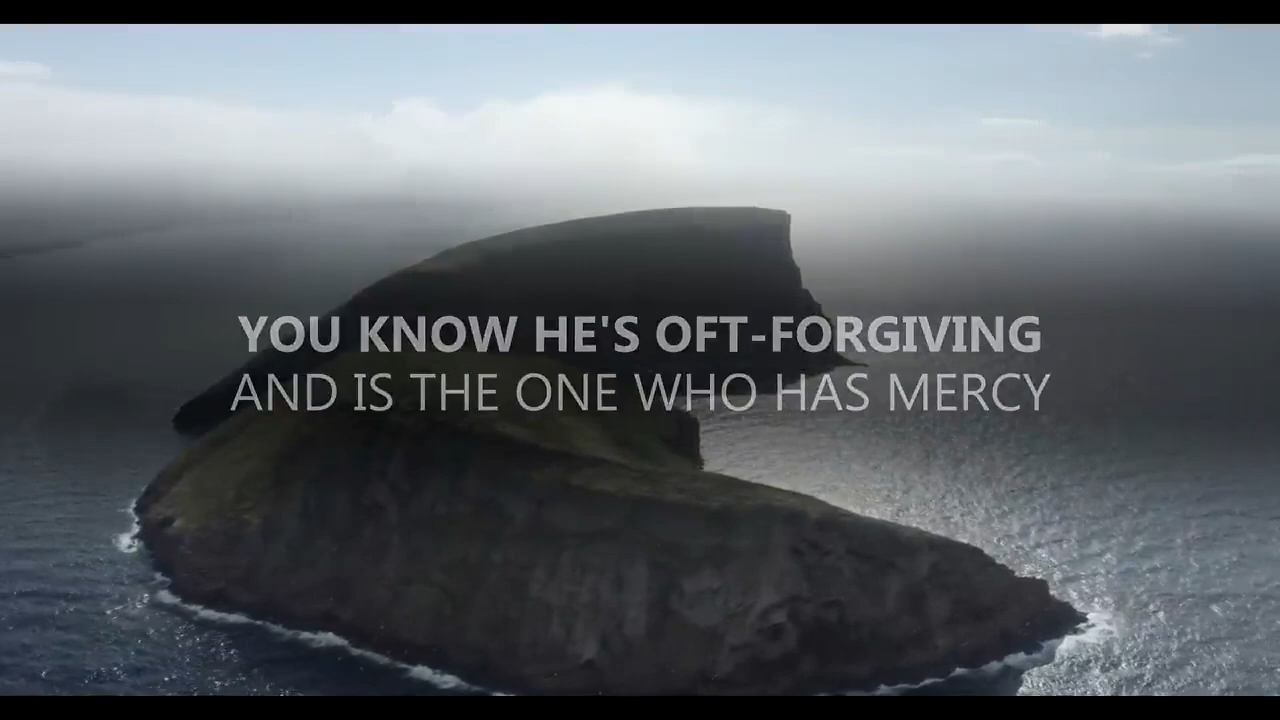 YOU KNOW HE'S OFT-FORGIVING
AND IS THE ONE WHO HAS MERCY